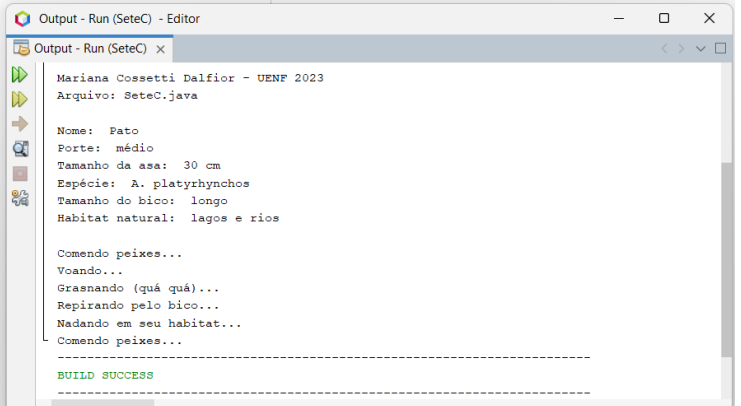 Output - Run (SeteC) - Editor
Output - Run (SeteC)
Mariana Cossetti Dalfior - UENF 2023
Arquivo: SeteC.java
Nome: Pato
Porte: médio
Tamanho da asa: 30 cm
Espécie: A. platyrhynchos
Tamanho do bico: longo
Habitat natural: lagos e rios
Comendo peixes...
Voando...
Grasnando (quá quá)...
Repirando pelo bico...
Nadando em seu habitat...
Comendo peixes...
------------------------------------------------------------------------
BUILD SUCCESS
------------------------------------------------------------------------